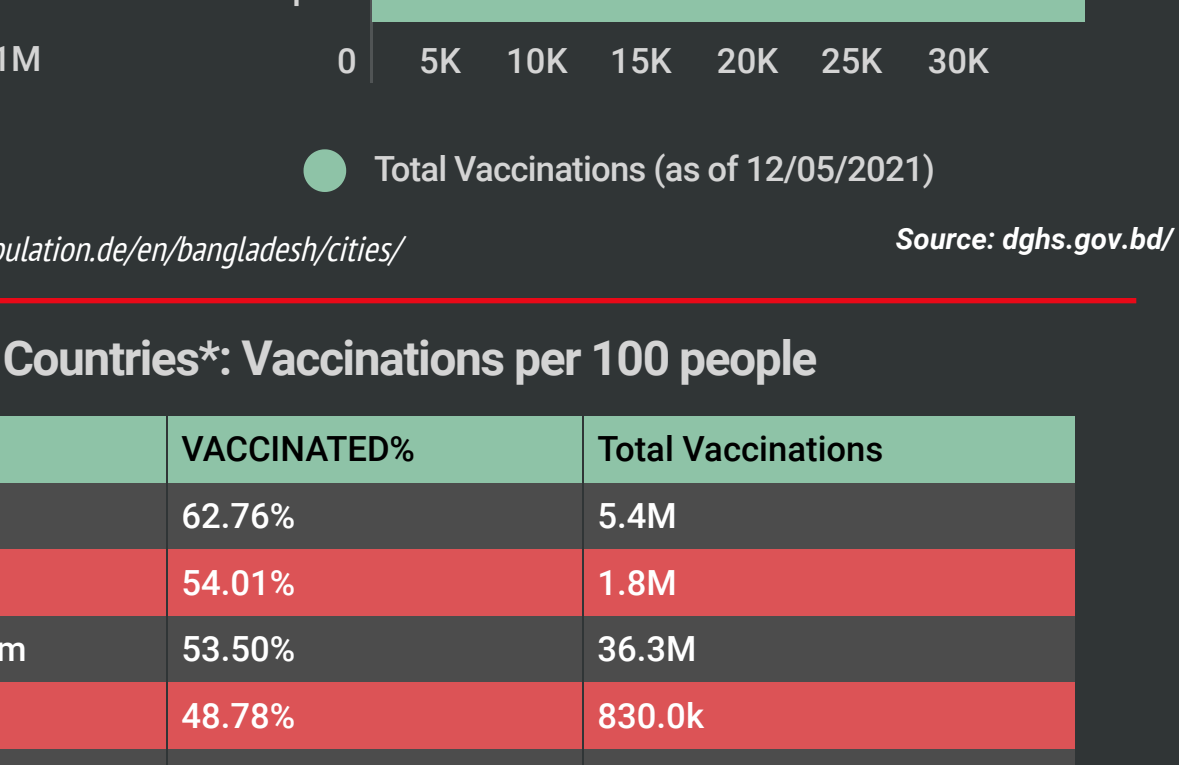 1M
0 5K 10K 15K 20K 25K 30K
Total Vaccinations (as of 12/05/2021)
pulation.de/en/bangladesh/cities/
Source: dghs.gov.bd/
Countries*: Vaccinations per 100 people
VACCINATED% Total Vaccinations
62.76% 5.4M
54.01% 1.8M
m 53.50% 36.3M
48.78% 830.0k